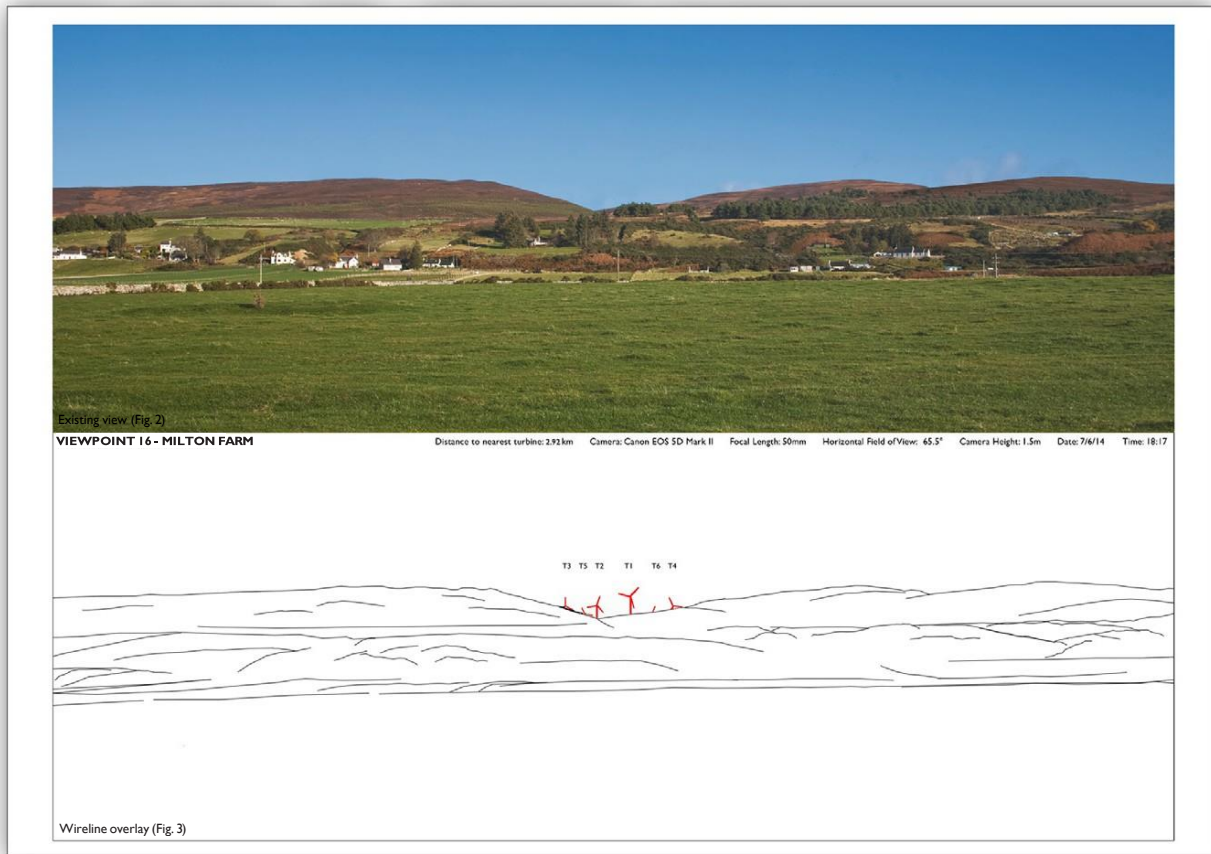 Existing view (Fig. 2)
VIEWPOINT 16 - MILTON FARM Distance to nearest turbine: 2.92 km Camera: Canon EOS 5D Mark II Focal Length: 50mm Horizontal Field of View: 65.5° Camera Height: 1.5m Date: 7/6/14 Time: 18:17
T3 T5 T2 T1 T6 T4
Wireline overlay (Fig. 3)